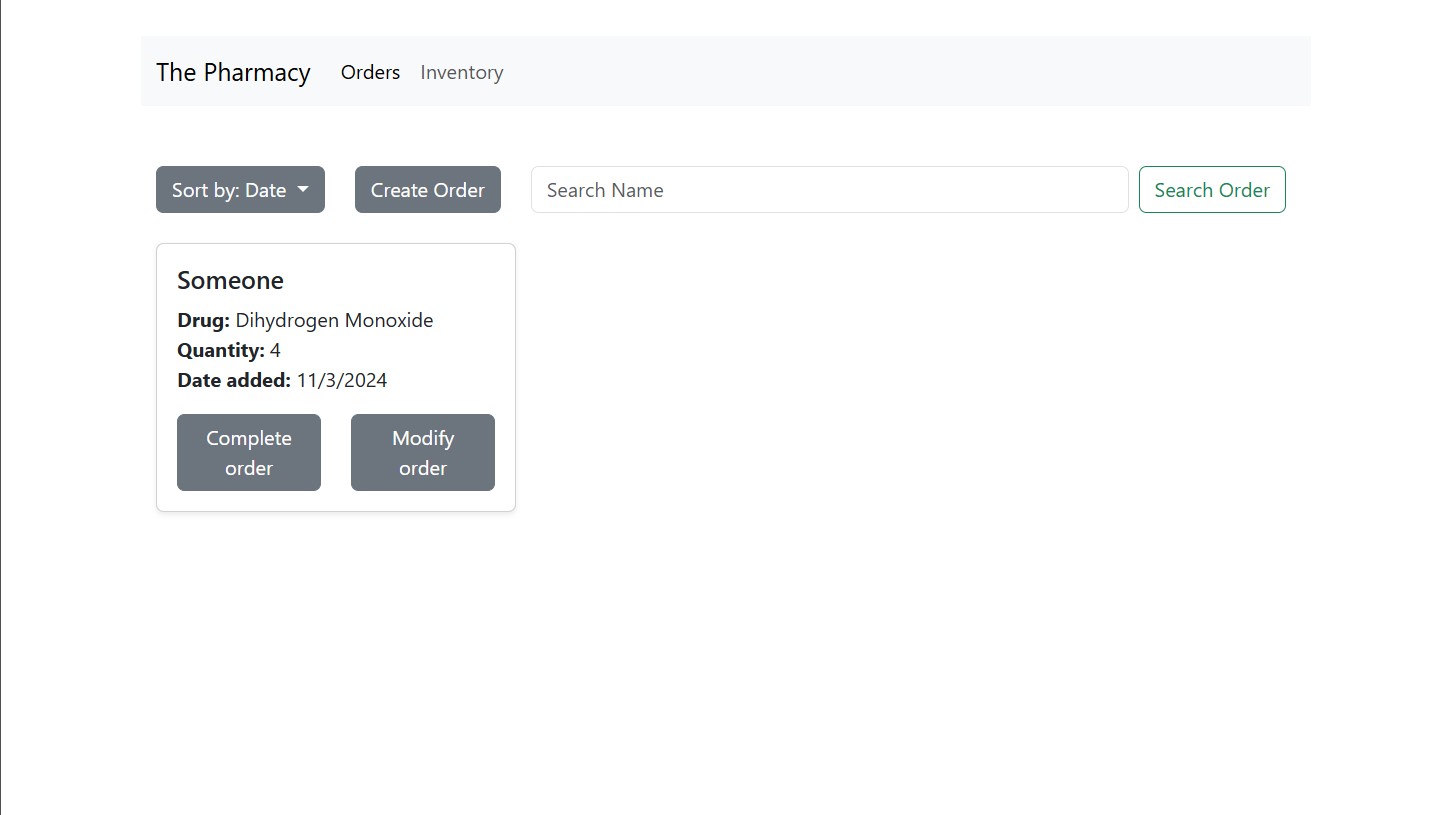 The Pharmacy Orders Inventory
Sort by: Date Create Order Search Name Search Order
Someone
Drug: Dihydrogen Monoxide
Quantity: 4
Date added: 11/3/2024
Complete order
Modify order